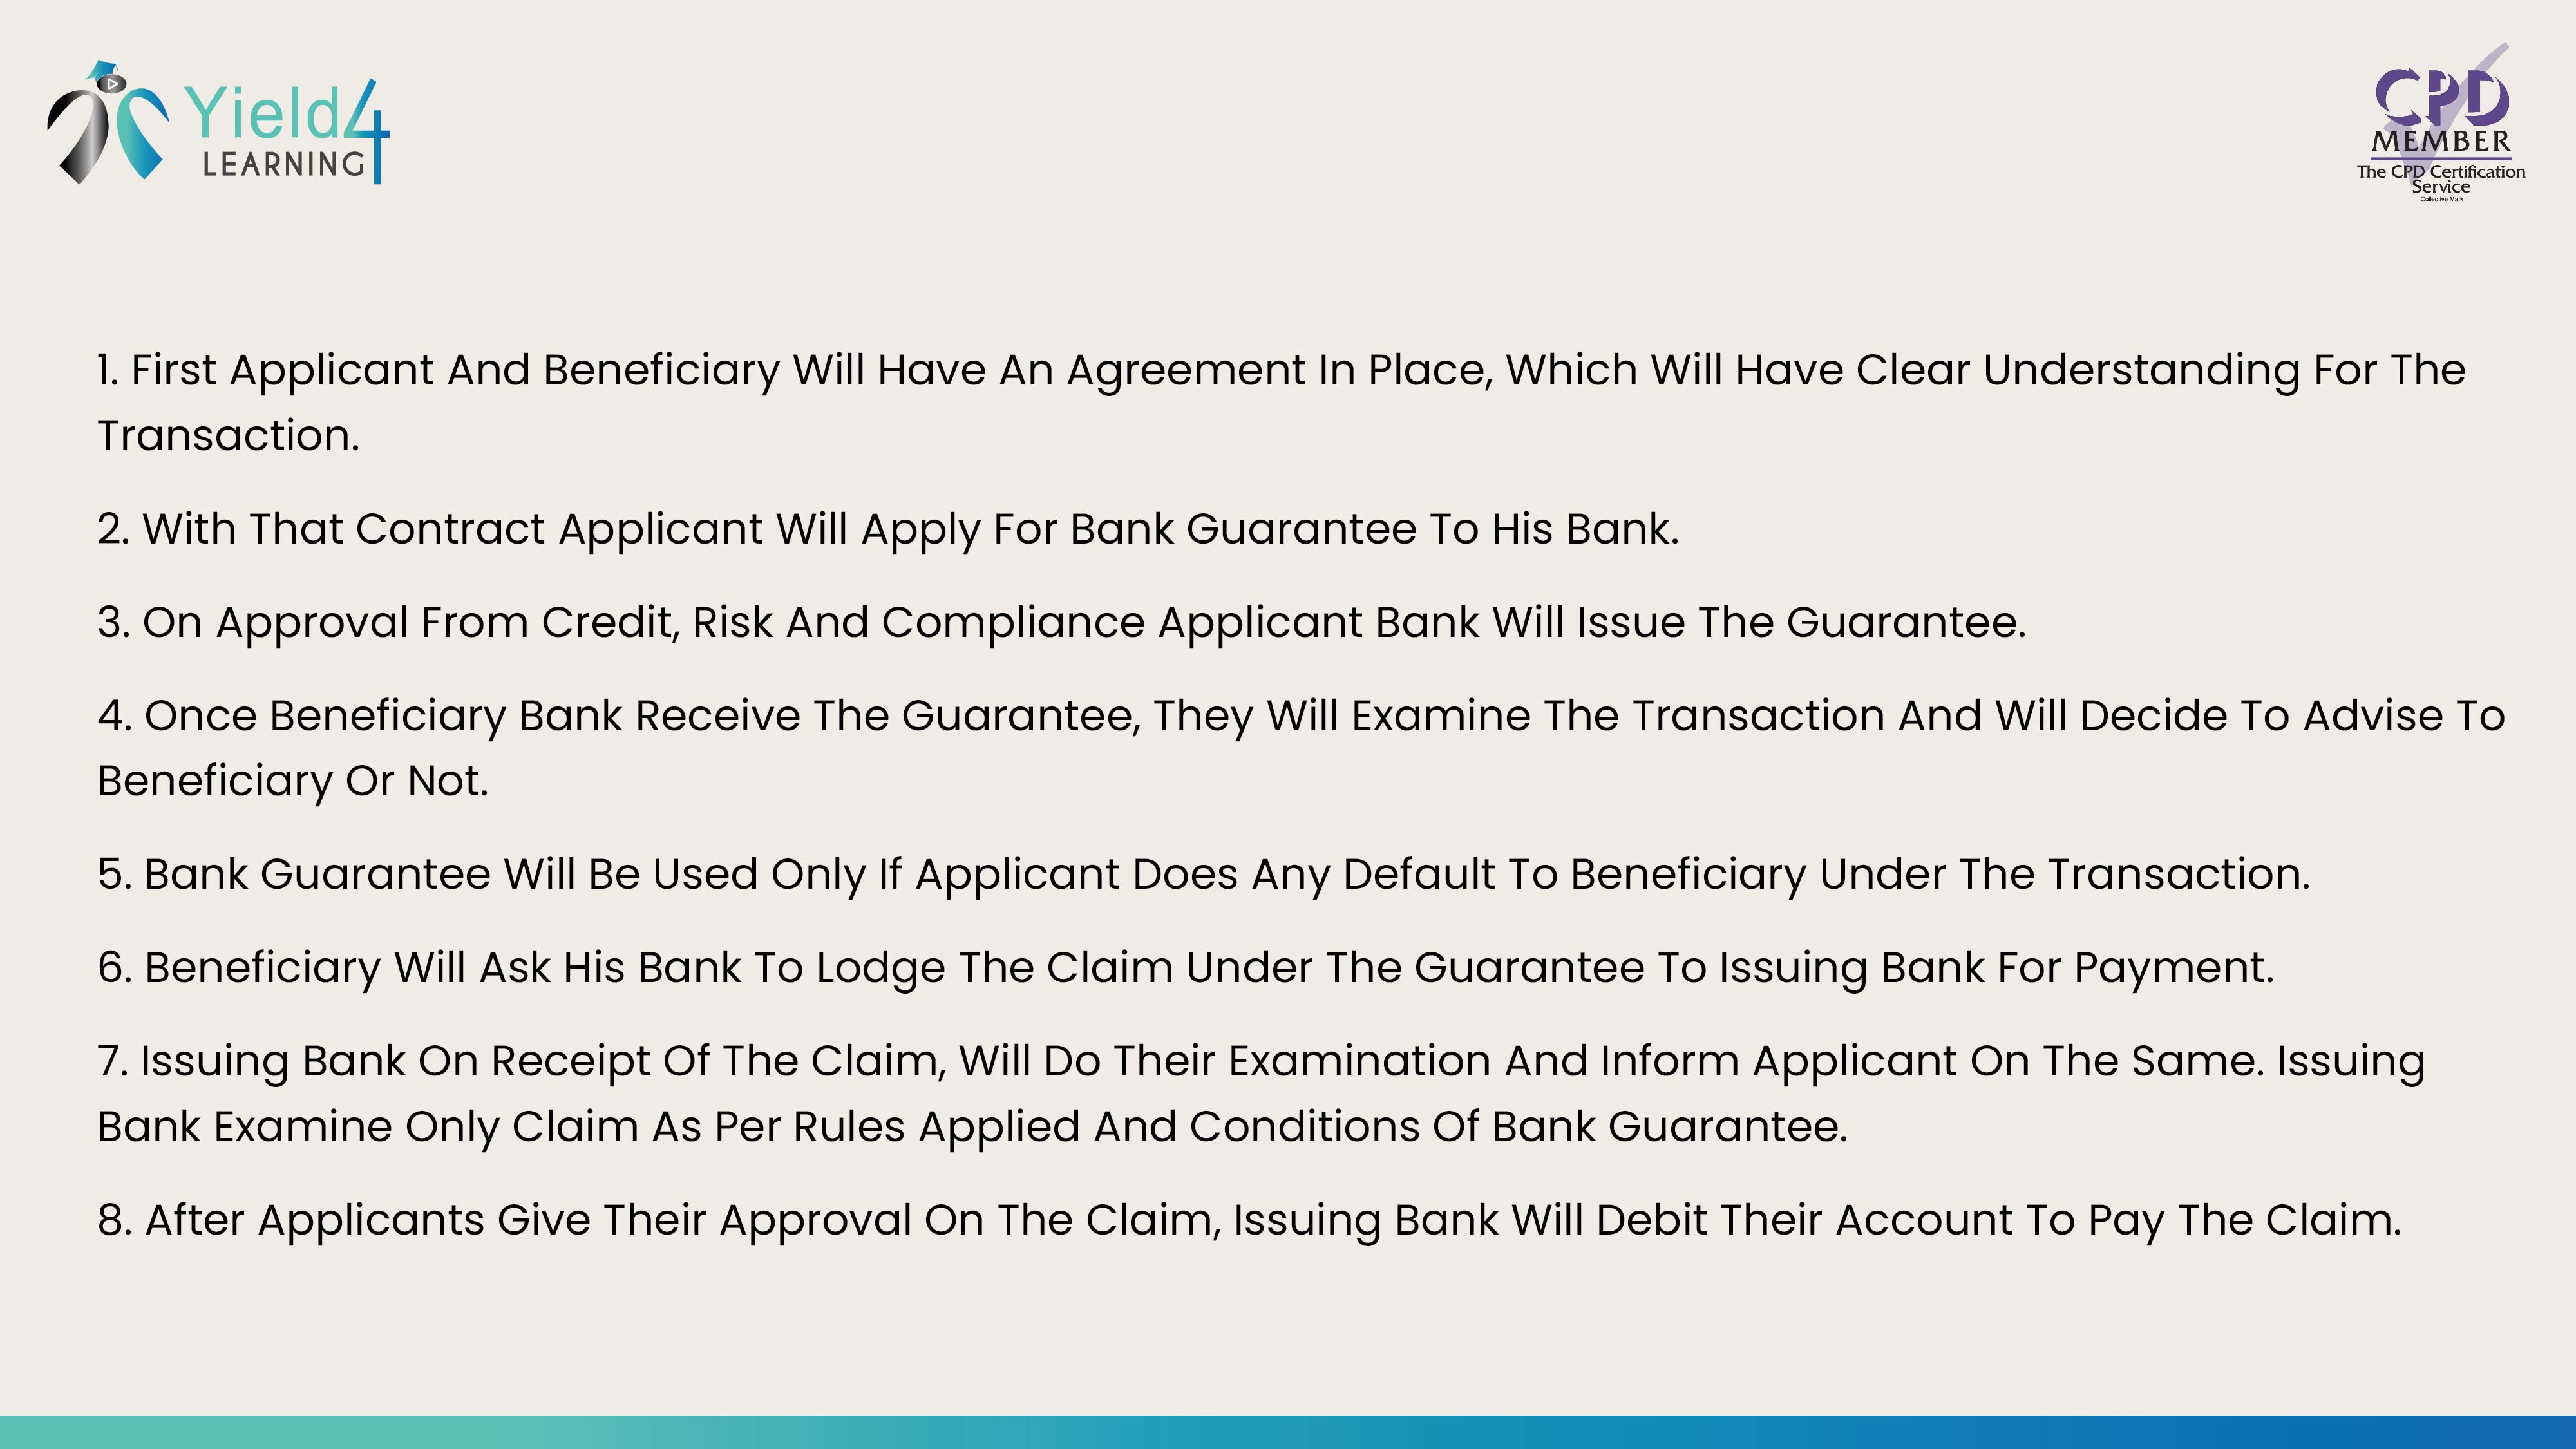 Yield4
LEARNING
CPD
MEMBER
The CPD Certification
Service
Collective Mark
1. First Applicant And Beneficiary Will Have An Agreement In Place, Which Will Have Clear Understanding For The
Transaction.
2. With That Contract Applicant Will Apply For Bank Guarantee To His Bank.
3. On Approval From Credit, Risk And Compliance Applicant Bank Will Issue The Guarantee.
4. Once Beneficiary Bank Receive The Guarantee, They Will Examine The Transaction And Will Decide To Advise To
Beneficiary Or Not.
5. Bank Guarantee Will Be Used Only If Applicant Does Any Default To Beneficiary Under The Transaction.
6. Beneficiary Will Ask His Bank To Lodge The Claim Under The Guarantee To Issuing Bank For Payment.
7. Issuing Bank On Receipt Of The Claim, Will Do Their Examination And Inform Applicant On The Same. Issuing
Bank Examine Only Claim As Per Rules Applied And Conditions Of Bank Guarantee.
8. After Applicants Give Their Approval On The Claim, Issuing Bank Will Debit Their Account To Pay The Claim.